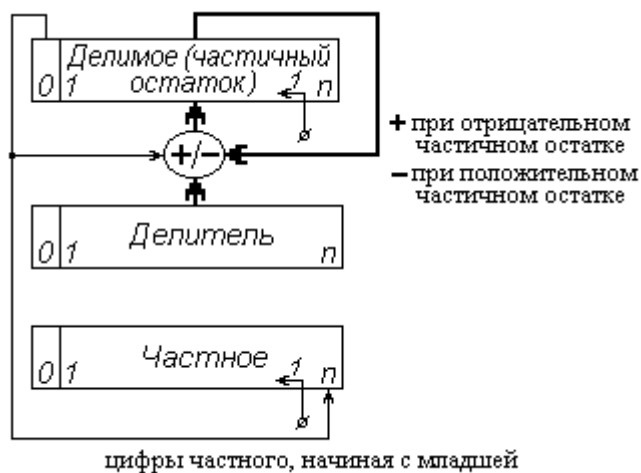 Делимое (частичный
остаток)
0 1 1 n
+/−
+ при отрицательном
частичном остатке
− при положительном
частичном остатке
Делитель
0 1 n
Частное
0 1 1 n
цифры частного, начиная с младшей